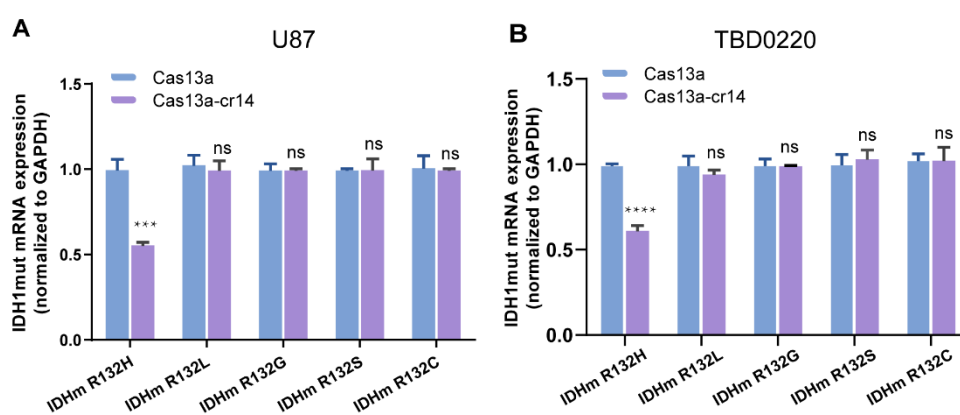 A
U87
IDH1mut mRNA expression
(normalized to GAPDH)
Cas13a
Cas13a-cr14
1.5
1.0
0.5
0.0
***
ns
ns
ns
ns
IDHm R132H
IDHm R132L
IDHm R132G
IDHm R132S
IDHm R132C
B
TBD0220
IDH1mut mRNA expression
(normalized to GAPDH)
Cas13a
Cas13a-cr14
1.5
1.0
0.5
0.0
****
ns
ns
ns
ns
IDHm R132H
IDHm R132L
IDHm R132G
IDHm R132S
IDHm R132C